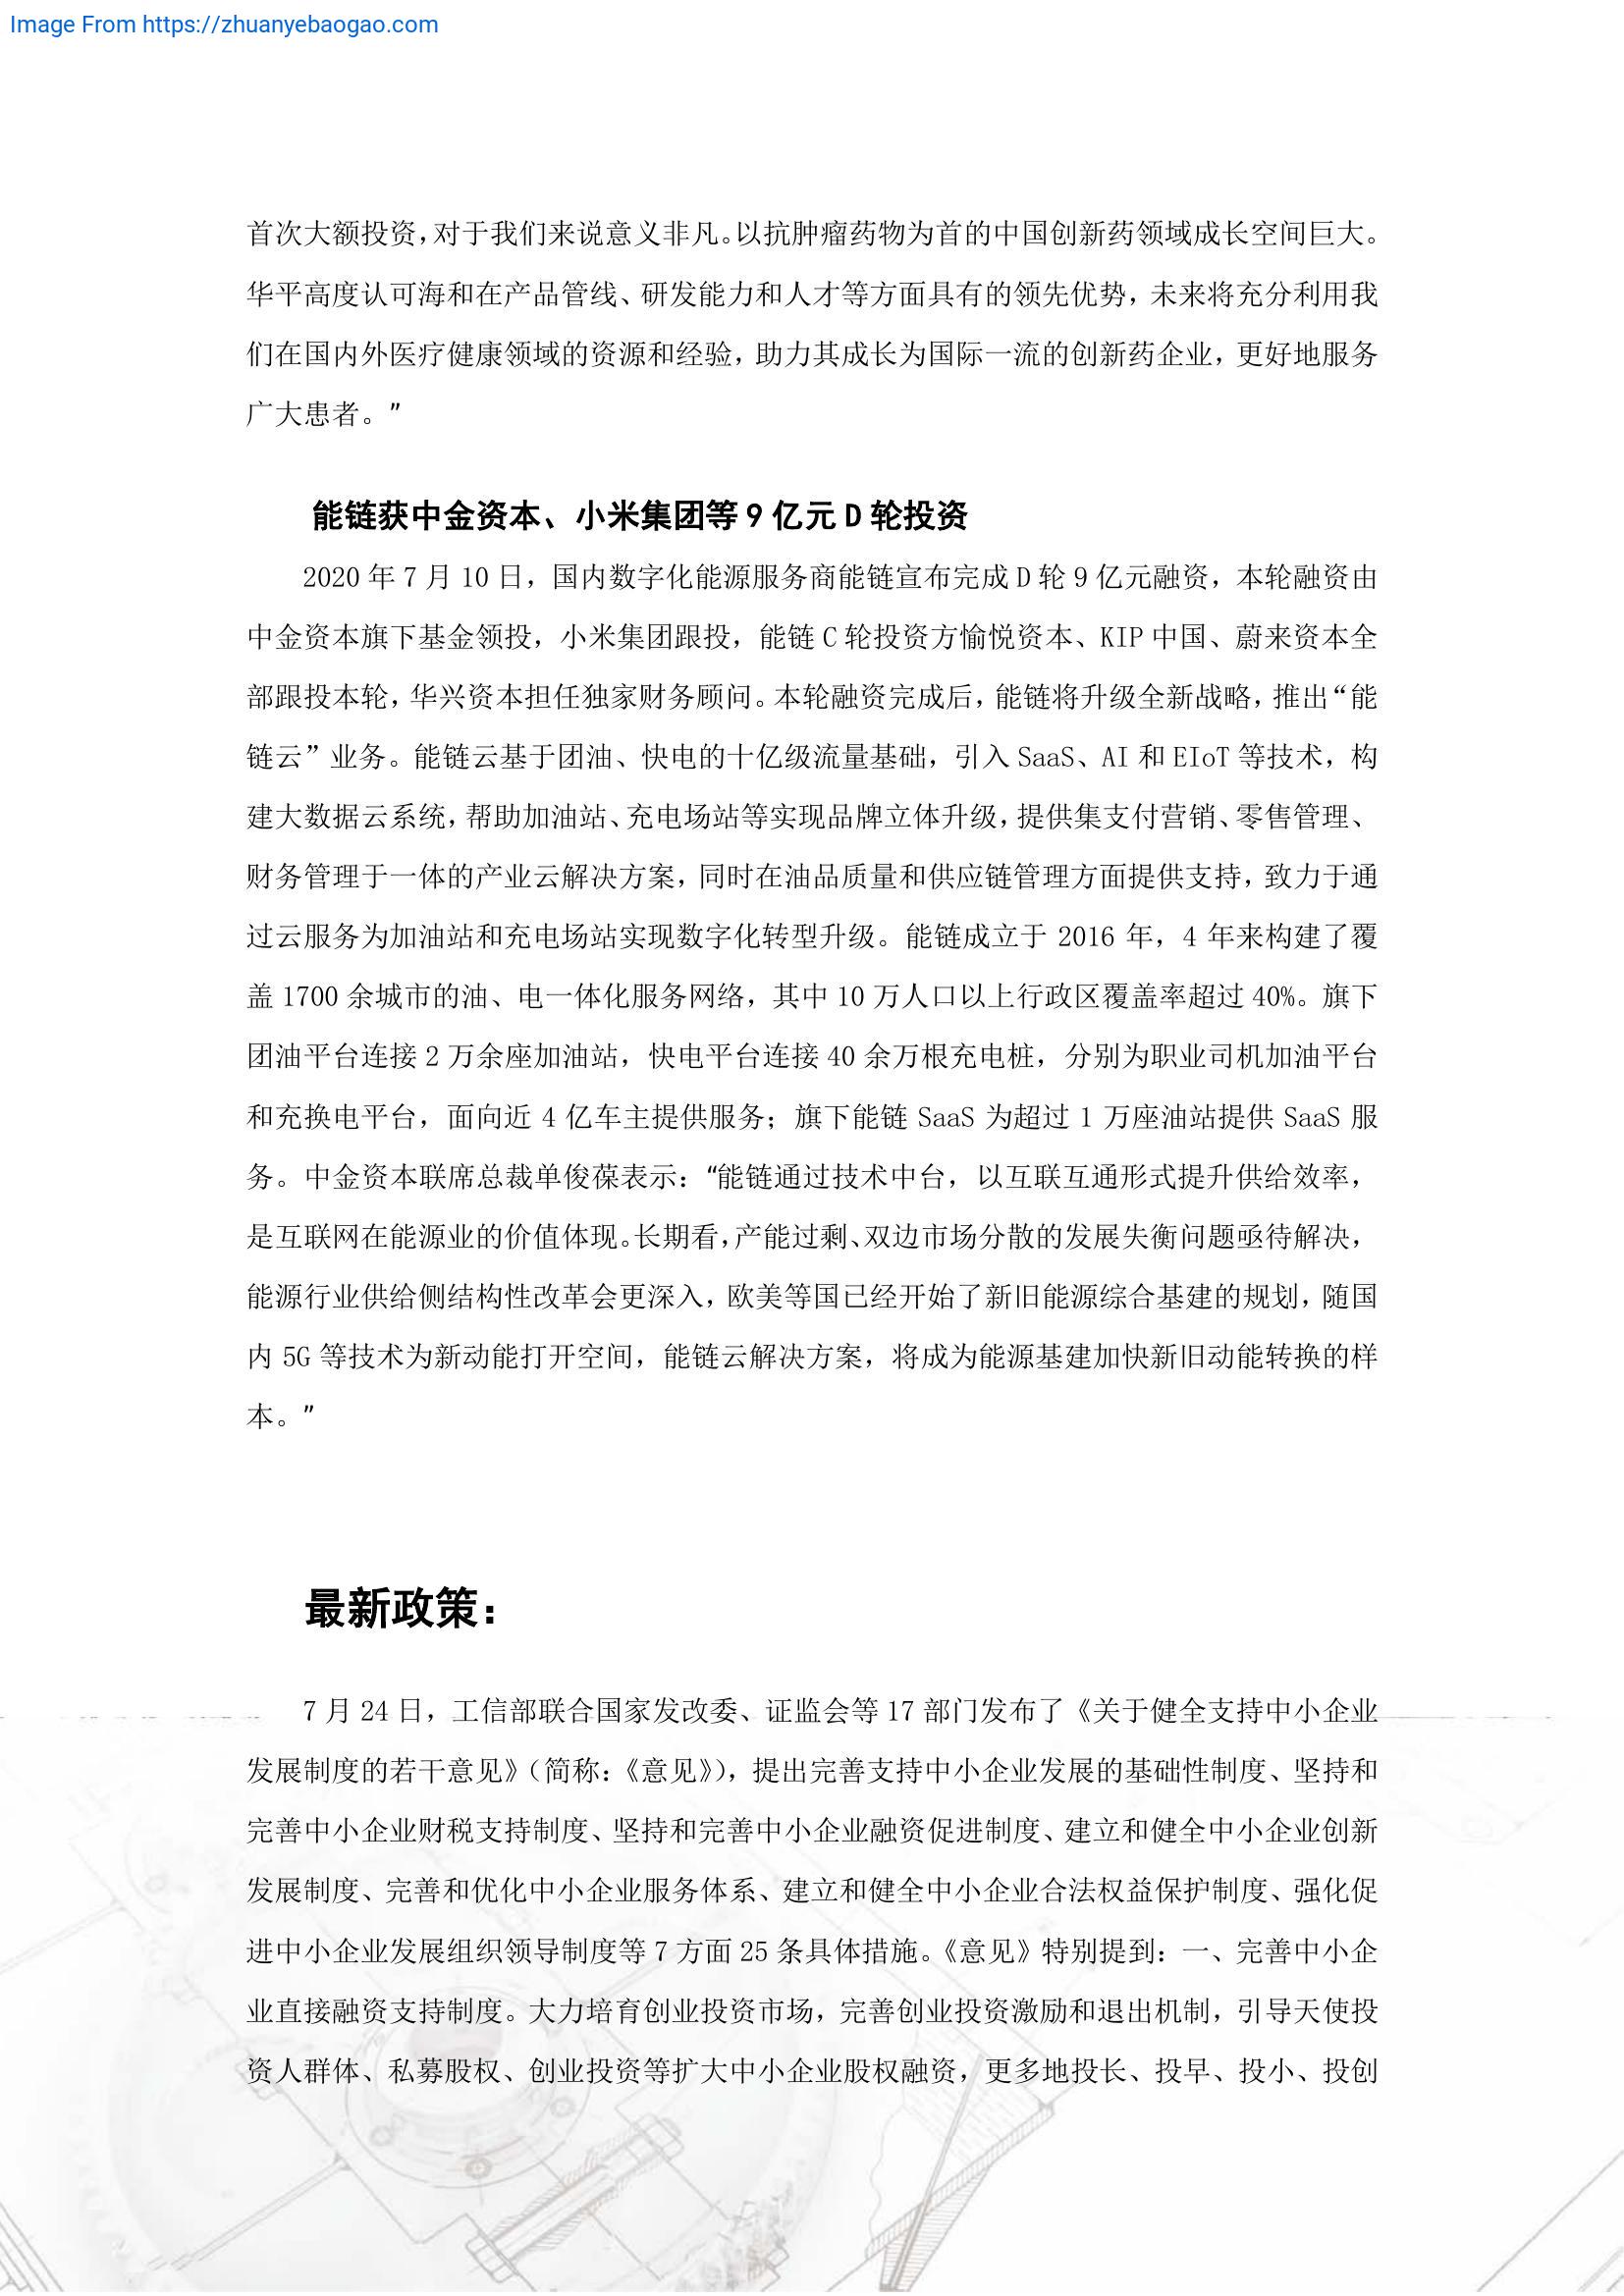 Image From https://zhuanyebaogao.com
首次大额投资，对于我们来说意义非凡。以抗肿瘤药物为首的中国创新药领域成长空间巨大。
华平高度认可海和在产品管线、研发能力和人才等方面具有的领先优势，未来将充分利用我
们在国内外医疗健康领域的资源和经验，助力其成长为国际一流的创新药企业，更好地服务
广大患者。”
能链获中金资本、小米集团等 9 亿元 D 轮投资
2020 年 7 月 10 日，国内数字化能源服务商能链宣布完成 D 轮 9 亿元融资，本轮融资由
中金资本旗下基金领投，小米集团跟投，能链 C 轮投资方愉悦资本、KIP 中国、蔚来资本全
部跟投本轮，华兴资本担任独家财务顾问。本轮融资完成后，能链将升级全新战略，推出“能
链云”业务。能链云基于团油、快电的十亿级流量基础，引入 SaaS、AI 和 EIoT 等技术，构
建大数据云系统，帮助加油站、充电场站等实现品牌立体升级，提供集支付营销、零售管理、
财务管理于一体的产业云解决方案，同时在油品质量和供应链管理方面提供支持，致力于通
过云服务为加油站和充电场站实现数字化转型升级。能链成立于 2016 年，4 年来构建了覆
盖 1700 余城市的油、电一体化服务网络，其中 10 万人口以上行政区覆盖率超过 40%。旗下
团油平台连接 2 万余座加油站，快电平台连接 40 余万根充电桩，分别为职业司机加油平台
和充换电平台，面向近 4 亿车主提供服务；旗下能链 SaaS 为超过 1 万座油站提供 SaaS 服
务。中金资本联席总裁单俊葆表示：“能链通过技术中台，以互联互通形式提升供给效率，
是互联网在能源业的价值体现。长期看，产能过剩、双边市场分散的发展失衡问题亟待解决，
能源行业供给侧结构性改革会更深入，欧美等国已经开始了新旧能源综合基建的规划，随国
内 5G 等技术为新动能打开空间，能链云解决方案，将成为能源基建加快新旧动能转换的样
本。”
最新政策：
7 月 24 日，工信部联合国家发改委、证监会等 17 部门发布了《关于健全支持中小企业
发展制度的若干意见》（简称：《意见》），提出完善支持中小企业发展的基础性制度、坚持和
完善中小企业财税支持制度、坚持和完善中小企业融资促进制度、建立和健全中小企业创新
发展制度、完善和优化中小企业服务体系、建立和健全中小企业合法权益保护制度、强化促
进中小企业发展组织领导制度等 7 方面 25 条具体措施。《意见》特别提到：一、完善中小企
业直接融资支持制度。大力培育创业投资市场，完善创业投资激励和退出机制，引导天使投
资人群体、私募股权、创业投资等扩大中小企业股权融资，更多地投长、投早、投小、投创